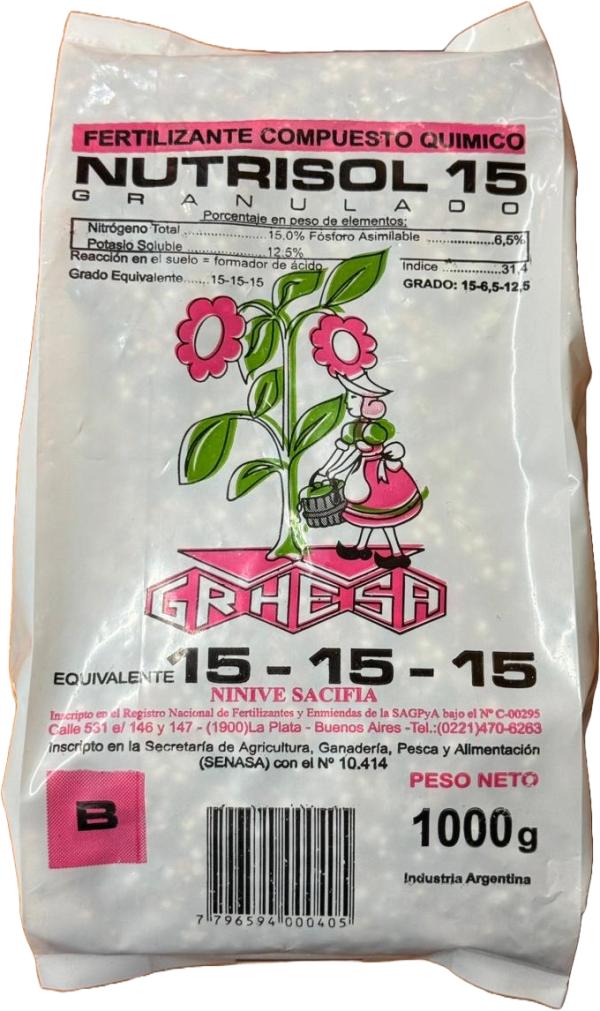 FERTILIZANTE COMPUESTO QUIMICO
NUTRISOL 15
GRANULADO
Porcentaje en peso de elementos:
Nitrógeno Total ................... 15,0% Fósforo Asimilable ..................6,5%
Potasio Soluble ................... 12,5%
Reacción en el suelo = formador de ácido
Indice ...............31,4
Grado Equivalente....... 15-15-15
GRADO: 15-6,5-12,5
GRHESA
EQUIVALENTE 15 - 15 - 15
NINIVE SACIFIA
Inscripto en el Registro Nacional de Fertilizantes y Enmiendas de la SAGPyA bajo el Nº C-00295
Calle 531 e/ 146 y 147 - (1900)La Plata - Buenos Aires -Tel.:(0221)470-6263
Inscripto en la Secretaría de Agricultura, Ganadería, Pesca y Alimentación
(SENASA) con el Nº 10.414
PESO NETO
B
1000g
Industria Argentina
7 796594 000405